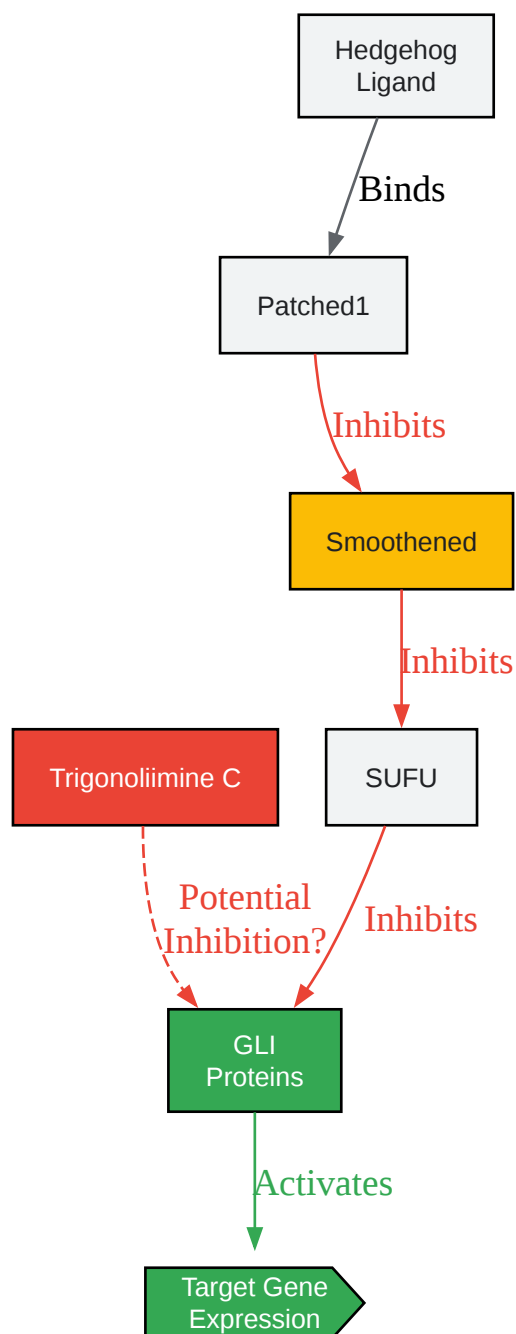 Hedgehog
Ligand
Binds
Patched1
Inhibits
Smoothened
Inhibits
Trigonoliimine C
SUFU
Potential
Inhibition?
Inhibits
GLI
Proteins
Activates
Target Gene
Expression